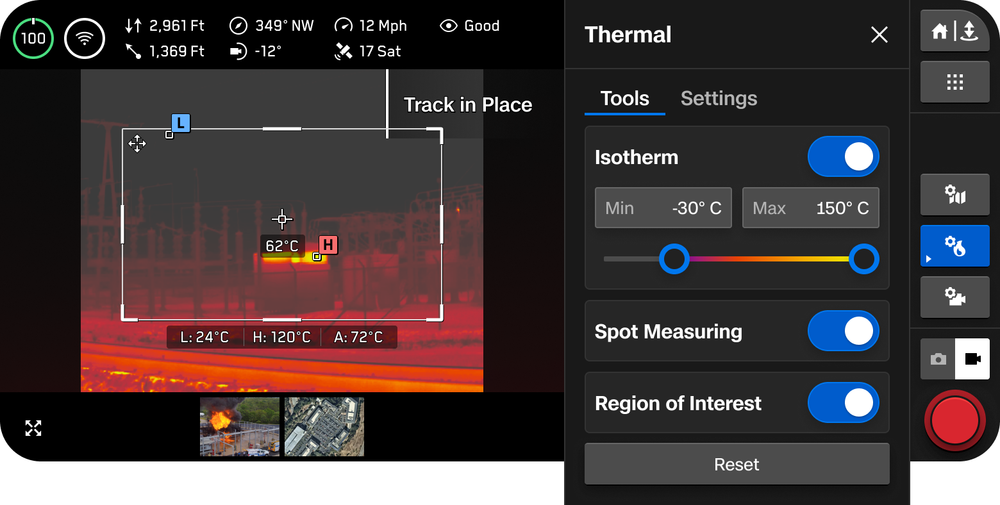 100
2,961 Ft
349° NW
12 Mph
Good
1,369 Ft
-12°
17 Sat
Track in Place
L
62°C
H
L: 24°C
H: 120°C
A: 72°C
Thermal
Tools
Settings
Isotherm
Min -30° C
Max 150° C
Spot Measuring
Region of Interest
Reset